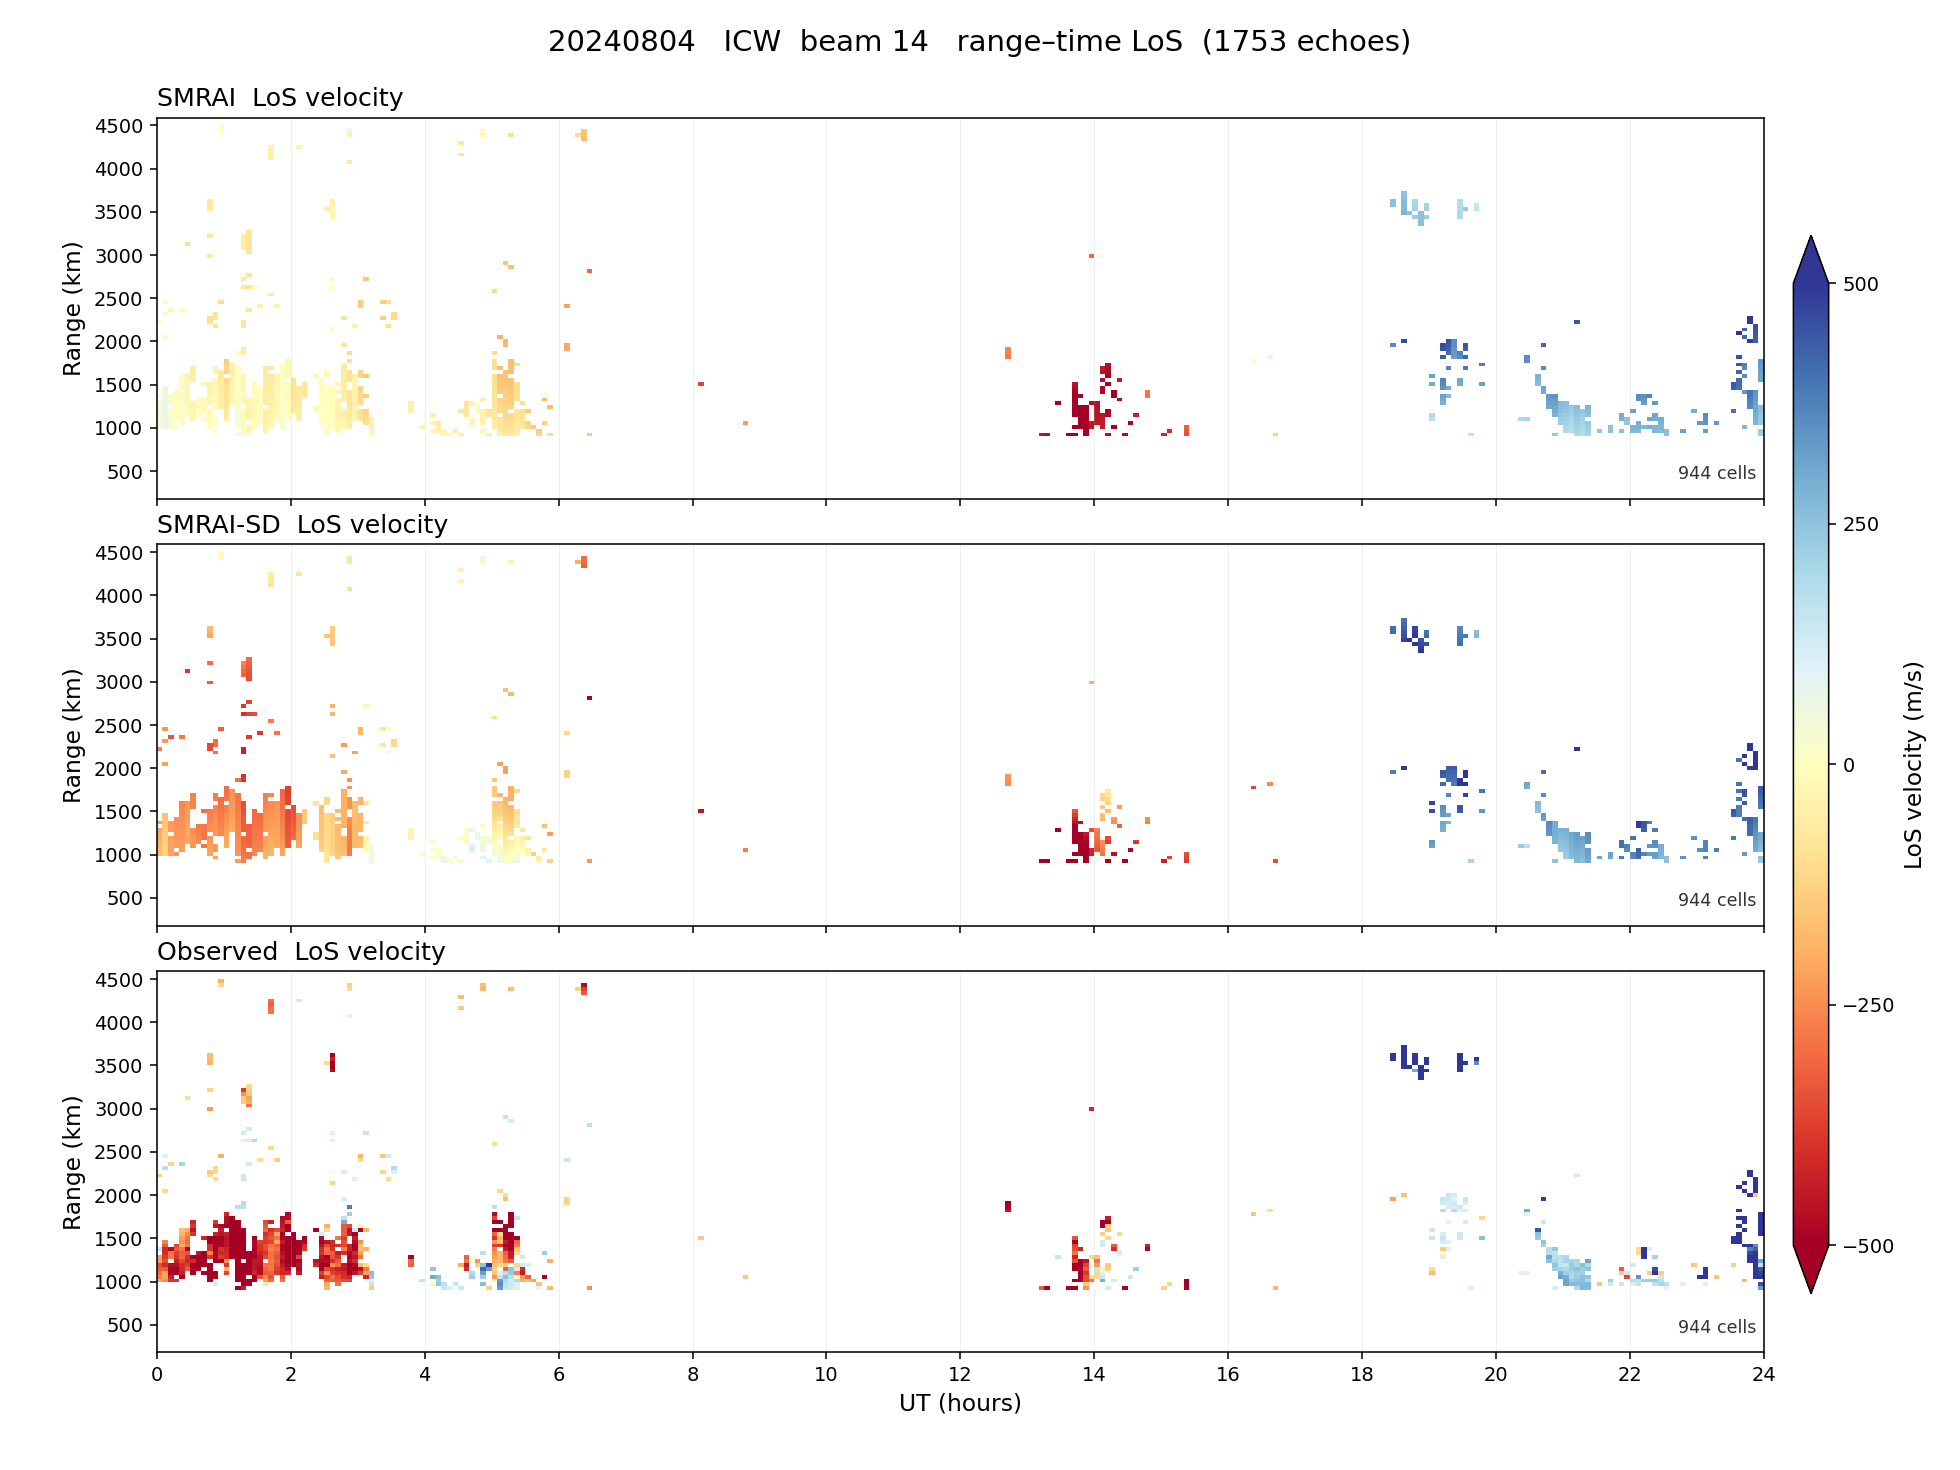 20240804   ICW  beam 14   range–time LoS  (1753 echoes)
SMRAI  LoS velocity
4500
4000
3500
3000
2500
2000
1500
1000
500
Range (km)
944 cells
SMRAI-SD  LoS velocity
4500
4000
3500
3000
2500
2000
1500
1000
500
Range (km)
944 cells
Observed  LoS velocity
4500
4000
3500
3000
2500
2000
1500
1000
500
Range (km)
944 cells
0 2 4 6 8 10 12 14 16 18 20 22 24
UT (hours)
500
250
0
−250
−500
LoS velocity (m/s)